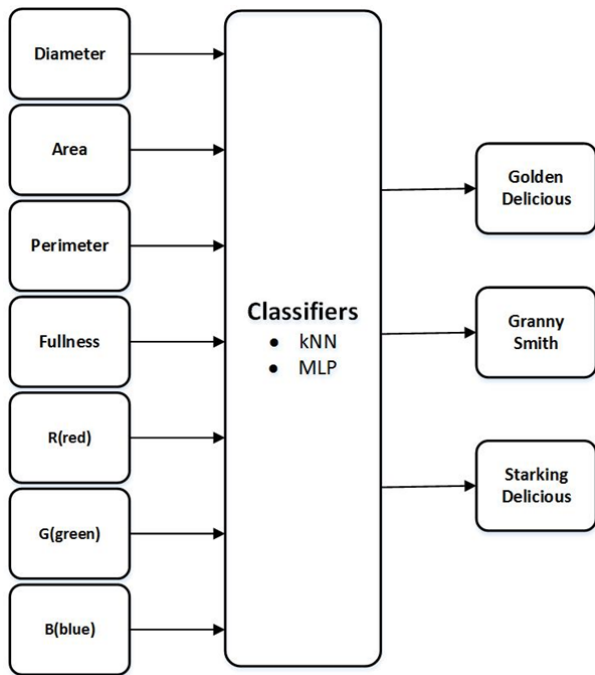 Diameter
Area
Perimeter
Fullness
R(red)
G(green)
B(blue)
Classifiers
• kNN
• MLP
Golden
Delicious
Granny
Smith
Starking
Delicious